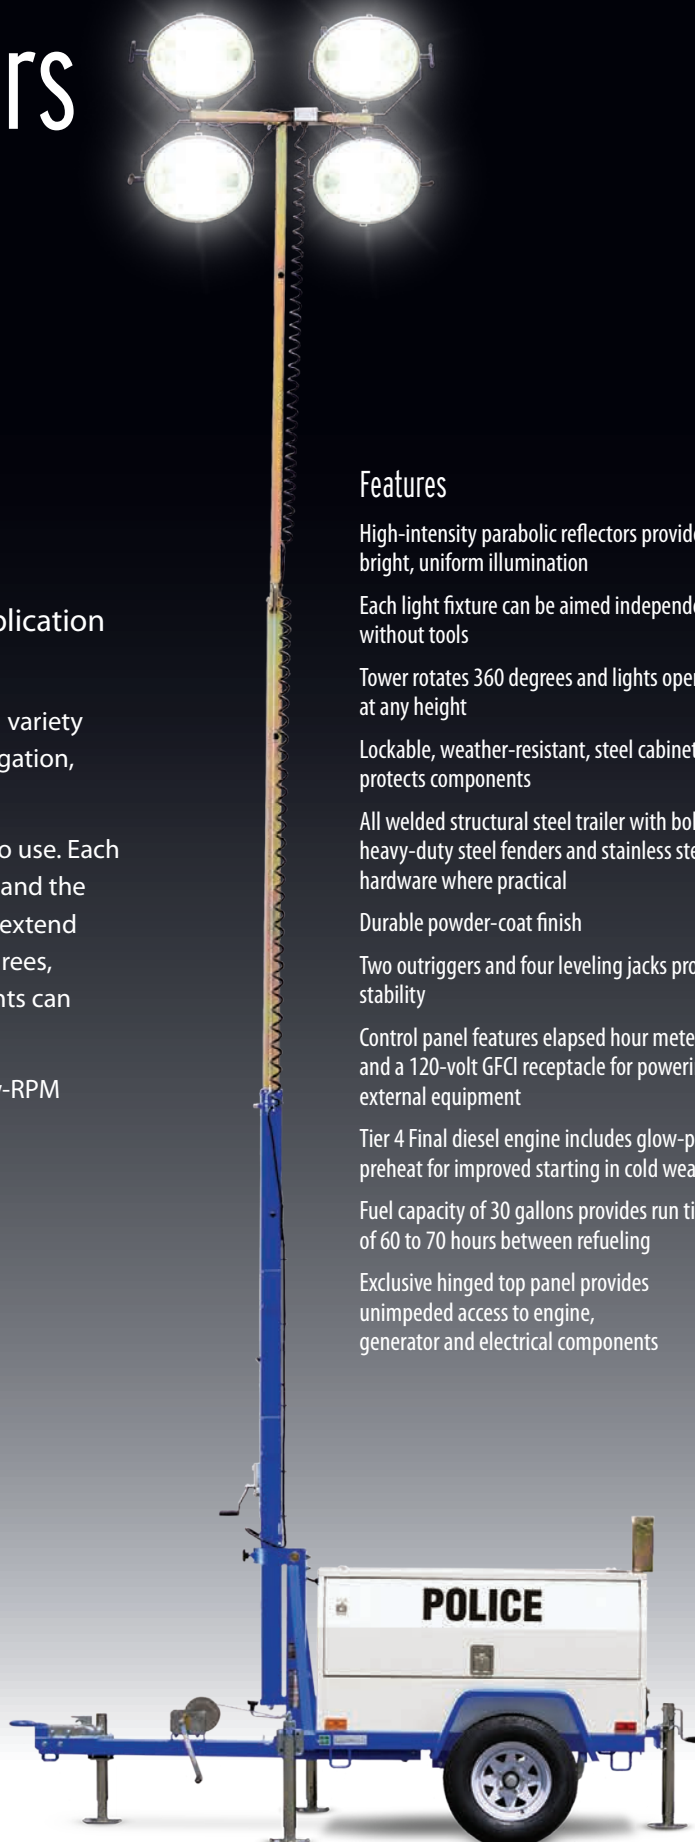 rs
plication
variety
gation,
o use. Each
and the
extend
rees,
nts can
-RPM
Features
High-intensity parabolic reflectors provide
bright, uniform illumination
Each light fixture can be aimed independe
without tools
Tower rotates 360 degrees and lights oper
at any height
Lockable, weather-resistant, steel cabinet
protects components
All welded structural steel trailer with bol
heavy-duty steel fenders and stainless ste
hardware where practical
Durable powder-coat finish
Two outriggers and four leveling jacks pro
stability
Control panel features elapsed hour mete
and a 120-volt GFCI receptacle for poweri
external equipment
Tier 4 Final diesel engine includes glow-p
preheat for improved starting in cold wea
Fuel capacity of 30 gallons provides run ti
of 60 to 70 hours between refueling
Exclusive hinged top panel provides
unimpeded access to engine,
generator and electrical components
POLICE